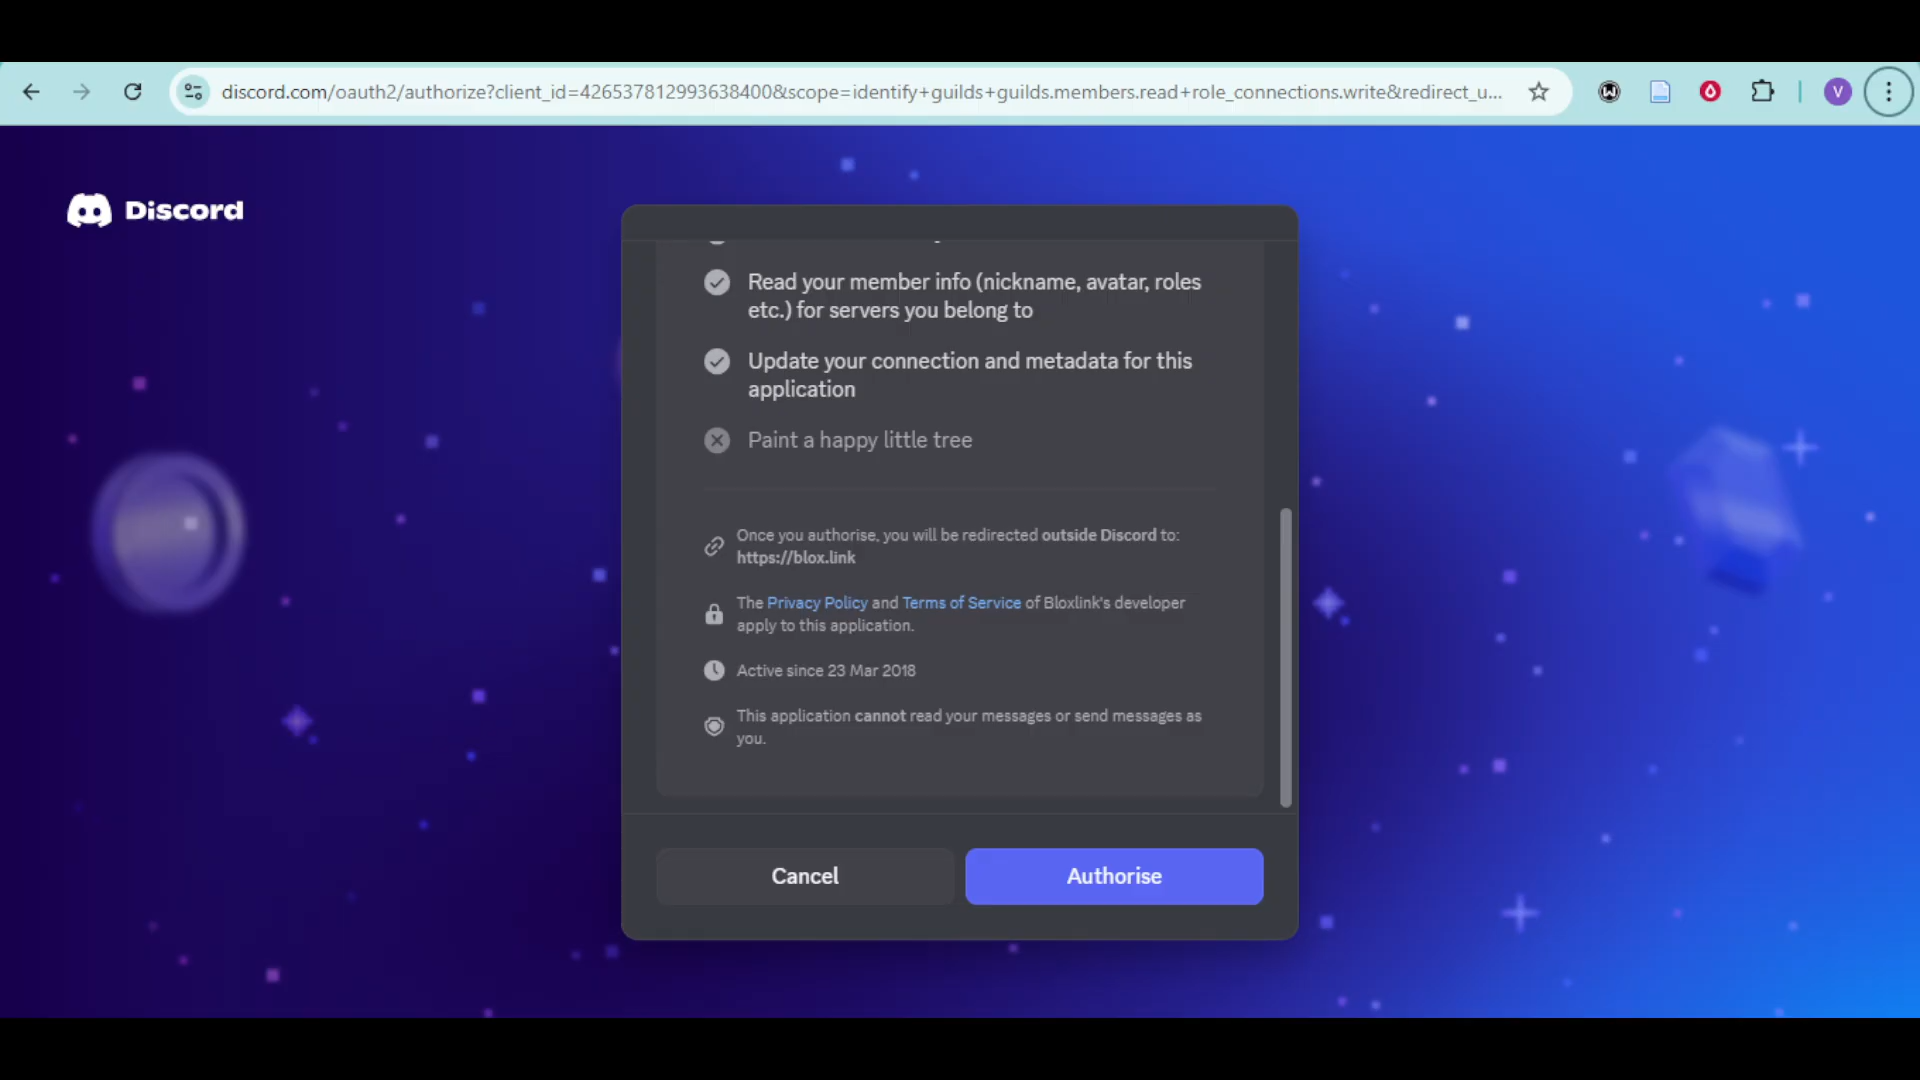 discord.com/oauth2/authorize?client_id=426537812993638400&scope=identify+guilds+guilds.members.read+role_connections.write&redirect_u...
V
Discord
Read your member info (nickname, avatar, roles
etc.) for servers you belong to
Update your connection and metadata for this
application
Paint a happy little tree
Once you authorise, you will be redirected outside Discord to:
https://blox.link
The Privacy Policy and Terms of Service of Bloxlink's developer
apply to this application.
Active since 23 Mar 2018
This application cannot read your messages or send messages as
you.
Cancel
Authorise